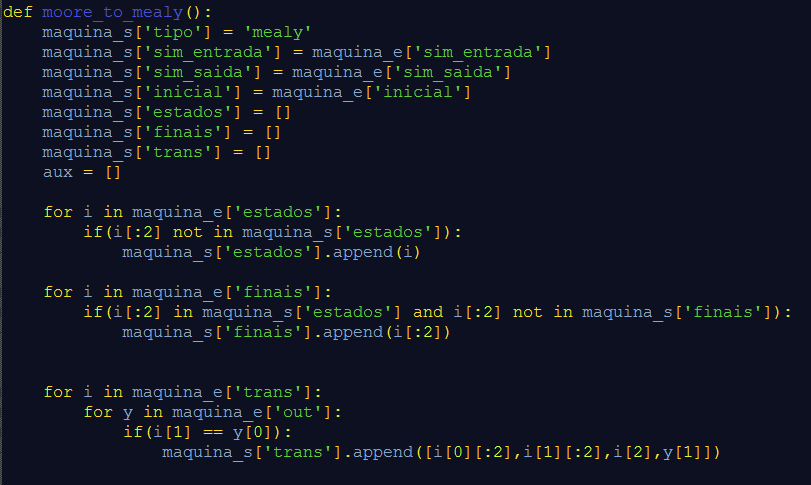 def moore_to_mealy():
    maquina_s['tipo'] = 'mealy'
    maquina_s['sim_entrada'] = maquina_e['sim_entrada']
    maquina_s['sim_saida'] = maquina_e['sim_saida']
    maquina_s['inicial'] = maquina_e['inicial']
    maquina_s['estados'] = []
    maquina_s['finais'] = []
    maquina_s['trans'] = []
    aux = []

    for i in maquina_e['estados']:
        if(i[:2] not in maquina_s['estados']):
            maquina_s['estados'].append(i)

    for i in maquina_e['finais']:
        if(i[:2] in maquina_s['estados'] and i[:2] not in maquina_s['finais']):
            maquina_s['finais'].append(i[:2])


    for i in maquina_e['trans']:
        for y in maquina_e['out']:
            if(i[1] == y[0]):
                maquina_s['trans'].append([i[0][:2],i[1][:2],i[2],y[1]])